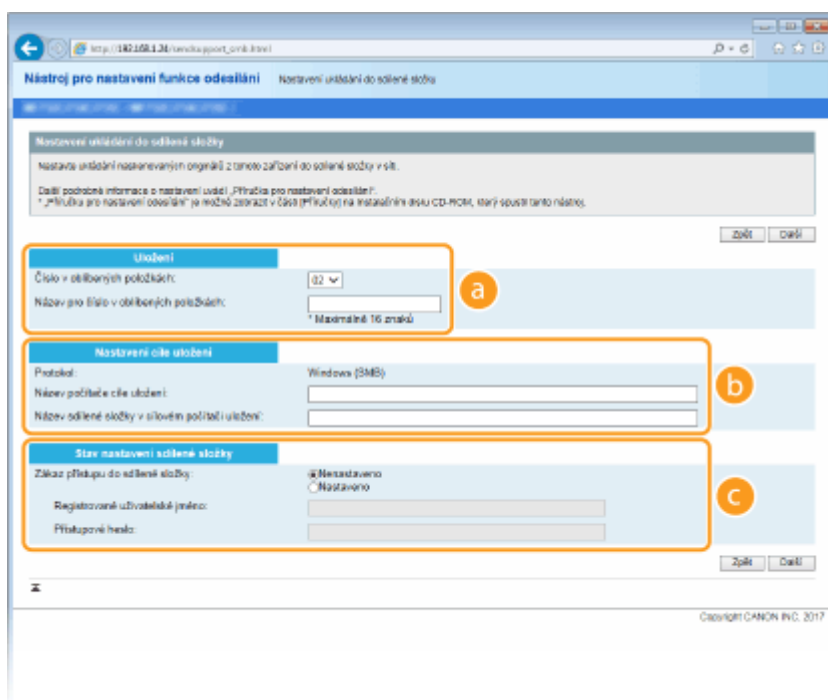 http://192.168.1.24/sendsupport_smb.html
Nástroj pro nastavení funkce odesílání Nastavení ukládání do sdílené složky
Nastavení ukládání do sdílené složky
Nastavte ukládání naskenovaných originálů z tohoto zařízení do sdílené složky v síti.
Další podrobné informace o nastavení uvádí „Příručka pro nastavení odesílání“.
* „Příručka pro nastavení odesílání“ je možné zobrazit v části [Příručky] na instalačním disku CD-ROM, který spustil tento nástroj.
Zpět Další
Uložení
Číslo v oblíbených položkách: 02
a
Název pro číslo v oblíbených položkách:
* Maximálně 16 znaků
Nastavení cíle uložení
Protokol: Windows (SMB)
b
Název počítače cíle uložení:
Název sdílené složky v cílovém počítači uložení:
Stav nastavení sdílené složky
Zákaz přístupu do sdílené složky: Nenastaveno
Nastaveno
c
Registrované uživatelské jméno:
Přístupové heslo:
Zpět Další
Copyright CANON INC. 2017